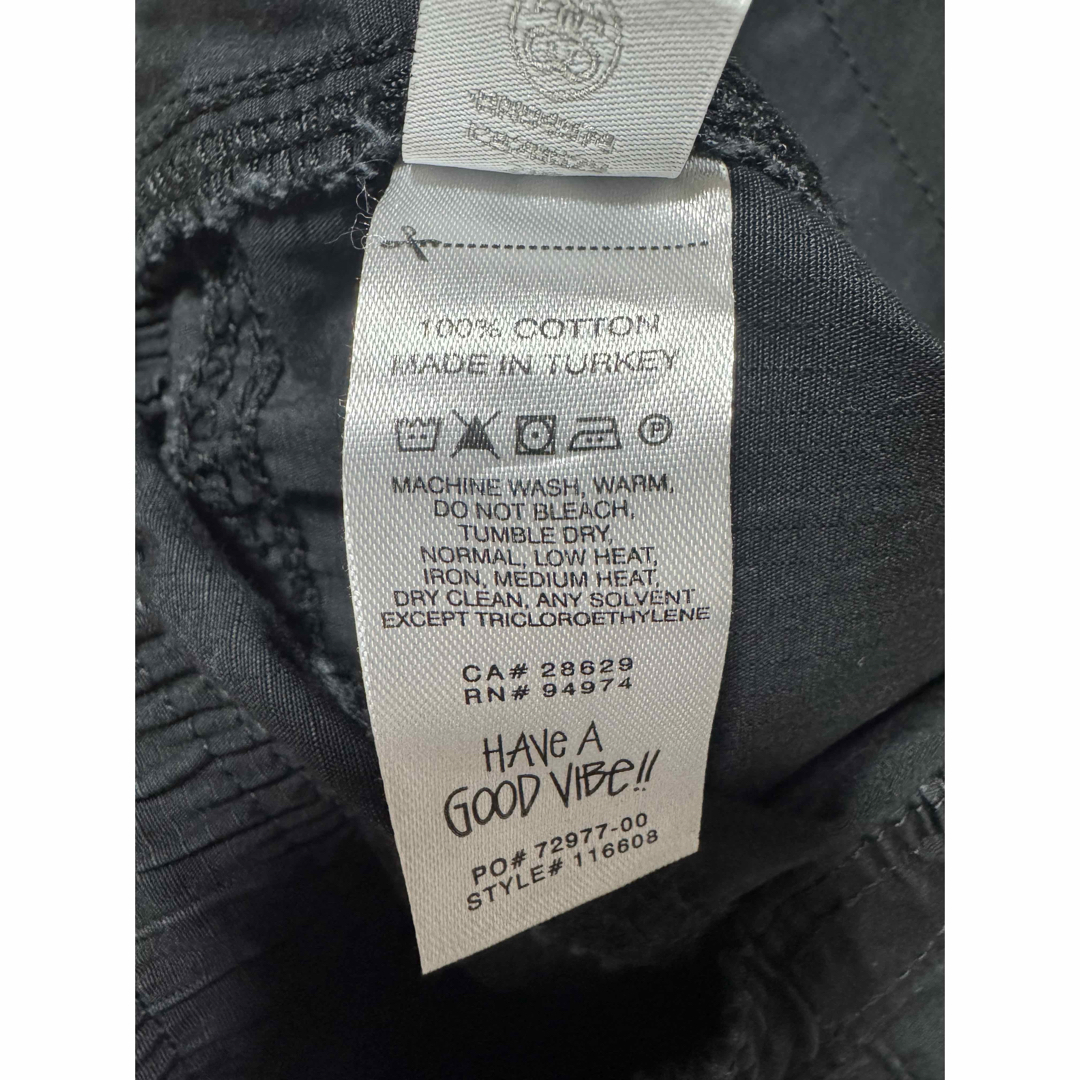 100% COTTON
MADE IN TURKEY
P
MACHINE WASH, WARM,
DO NOT BLEACH,
TUMBLE DRY,
NORMAL, LOW HEAT,
IRON, MEDIUM HEAT,
DRY CLEAN, ANY SOLVENT
EXCEPT TRICLOROETHYLENE
CA# 28629
RN# 94974
HAVE A
GOOD VIBE!!
PO# 72977-00
STYLE# 116608